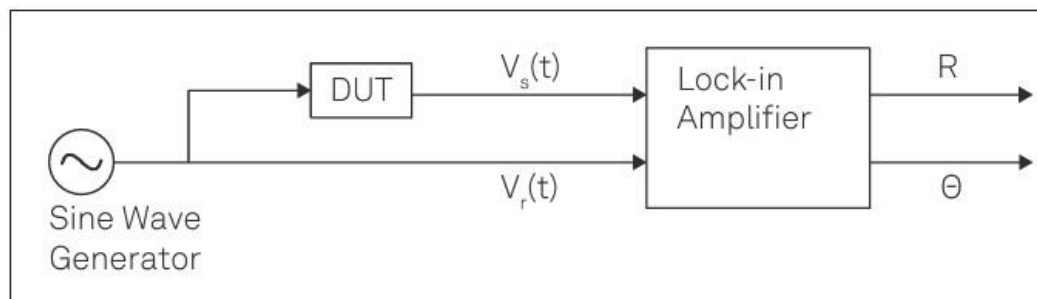 DUT
V_s(t)
Lock-in
Amplifier
R
V_r(t)
Θ
Sine Wave
Generator